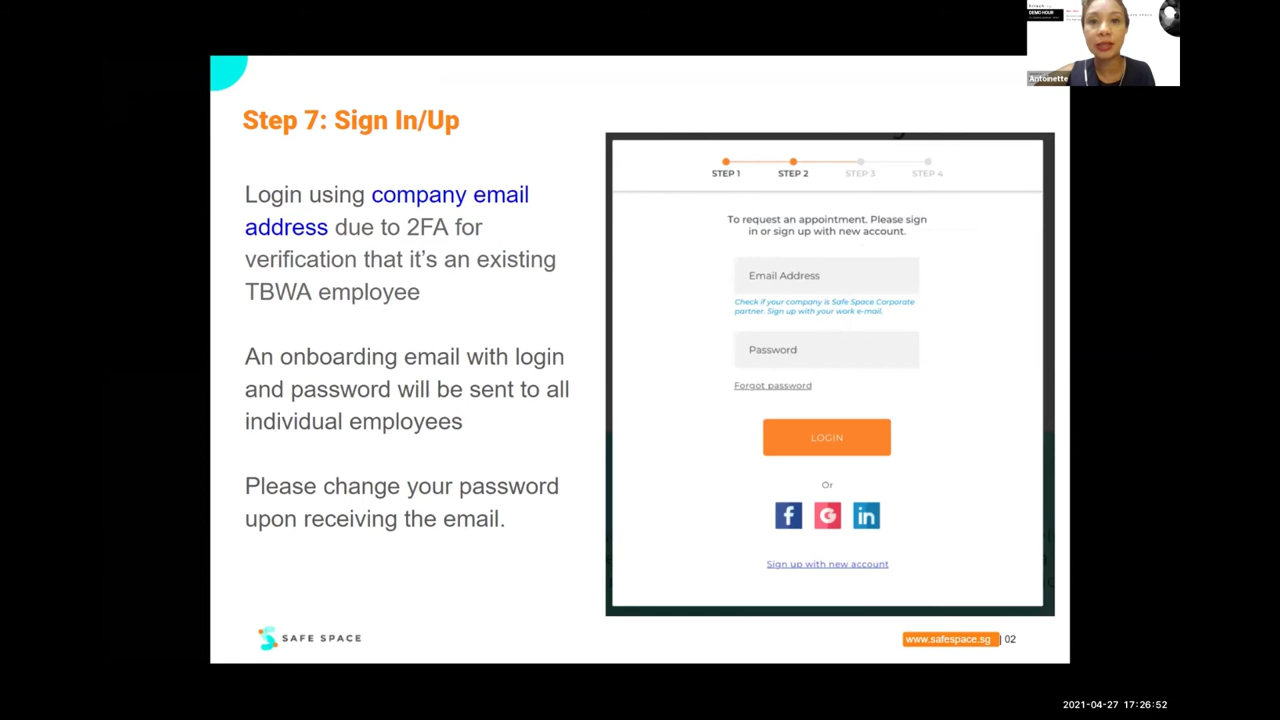 DEMO HOUR
Antoinette
Step 7: Sign In/Up
Login using company email
address due to 2FA for
verification that it's an existing
TBWA employee
An onboarding email with login
and password will be sent to all
individual employees
Please change your password
upon receiving the email.
STEP 1 STEP 2 STEP 3 STEP 4
To request an appointment. Please sign
in or sign up with new account.
Email Address
Check if your company is Safe Space Corporate
partner. Sign up with your work e-mail.
Password
Forgot password
LOGIN
Or
f G in
Sign up with new account
SAFE SPACE
www.safespace.sg | 02
2021-04-27 17:26:52